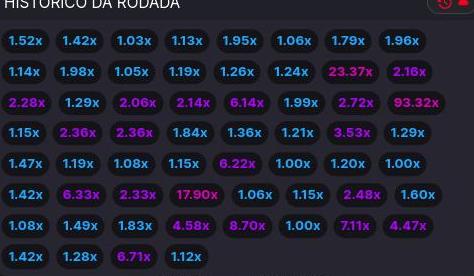 HISTÓRICO DA RODADA
1.52x 1.42x 1.03x 1.13x 1.95x 1.06x 1.79x 1.96x
1.14x 1.98x 1.05x 1.19x 1.26x 1.24x 23.37x 2.16x
2.28x 1.29x 2.06x 2.14x 6.14x 1.99x 2.72x 93.32x
1.15x 2.36x 2.36x 1.84x 1.36x 1.21x 3.53x 1.29x
1.47x 1.19x 1.08x 1.15x 6.22x 1.00x 1.20x 1.00x
1.42x 6.33x 2.33x 17.90x 1.06x 1.15x 2.48x 1.60x
1.08x 1.49x 1.83x 4.58x 8.70x 1.00x 7.11x 4.47x
1.42x 1.28x 6.71x 1.12x